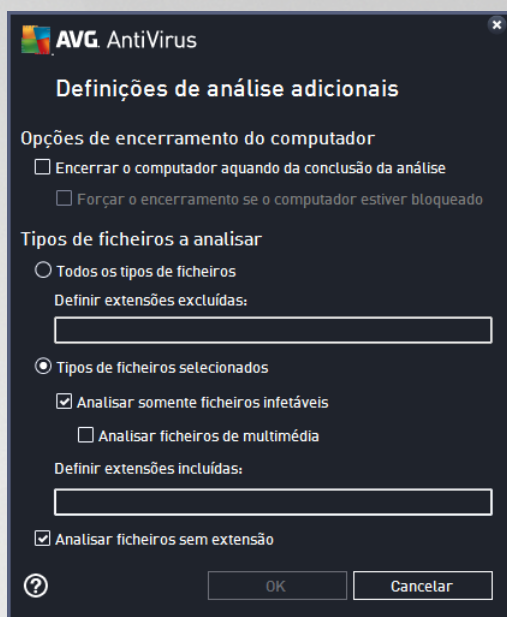 AVG. AntiVirus
Definições de análise adicionais
Opções de encerramento do computador
Encerrar o computador aquando da conclusão da análise
Forçar o encerramento se o computador estiver bloqueado
Tipos de ficheiros a analisar
Todos os tipos de ficheiros
Definir extensões excluídas:
Tipos de ficheiros selecionados
Analisar somente ficheiros infetáveis
Analisar ficheiros de multimédia
Definir extensões incluídas:
Analisar ficheiros sem extensão
? OK Cancelar